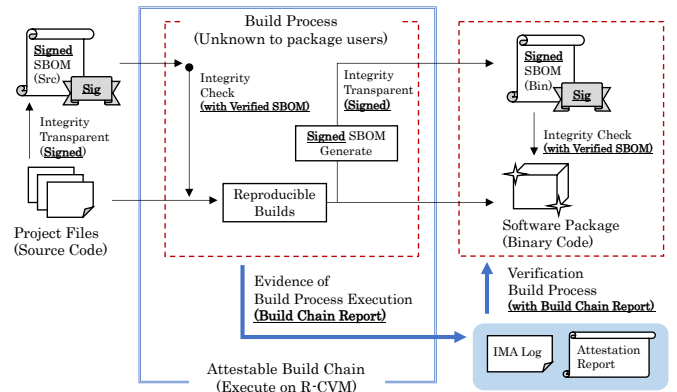 Build Process
(Unknown to package users)
Signed
SBOM
(Src)
Sig
Integrity
Check
(with Verified SBOM)
Integrity
Transparent
(Signed)
Signed
SBOM
(Bin)
Sig
Integrity
Transparent
(Signed)
Signed SBOM
Generate
Integrity Check
(with Verified SBOM)
Reproducible
Builds
Project Files
(Source Code)
Software Package
(Binary Code)
Evidence of
Build Process Execution
(Build Chain Report)
Verification
Build Process
(with Build Chain Report)
IMA Log
Attestation
Report
Attestable Build Chain
(Execute on R-CVM)